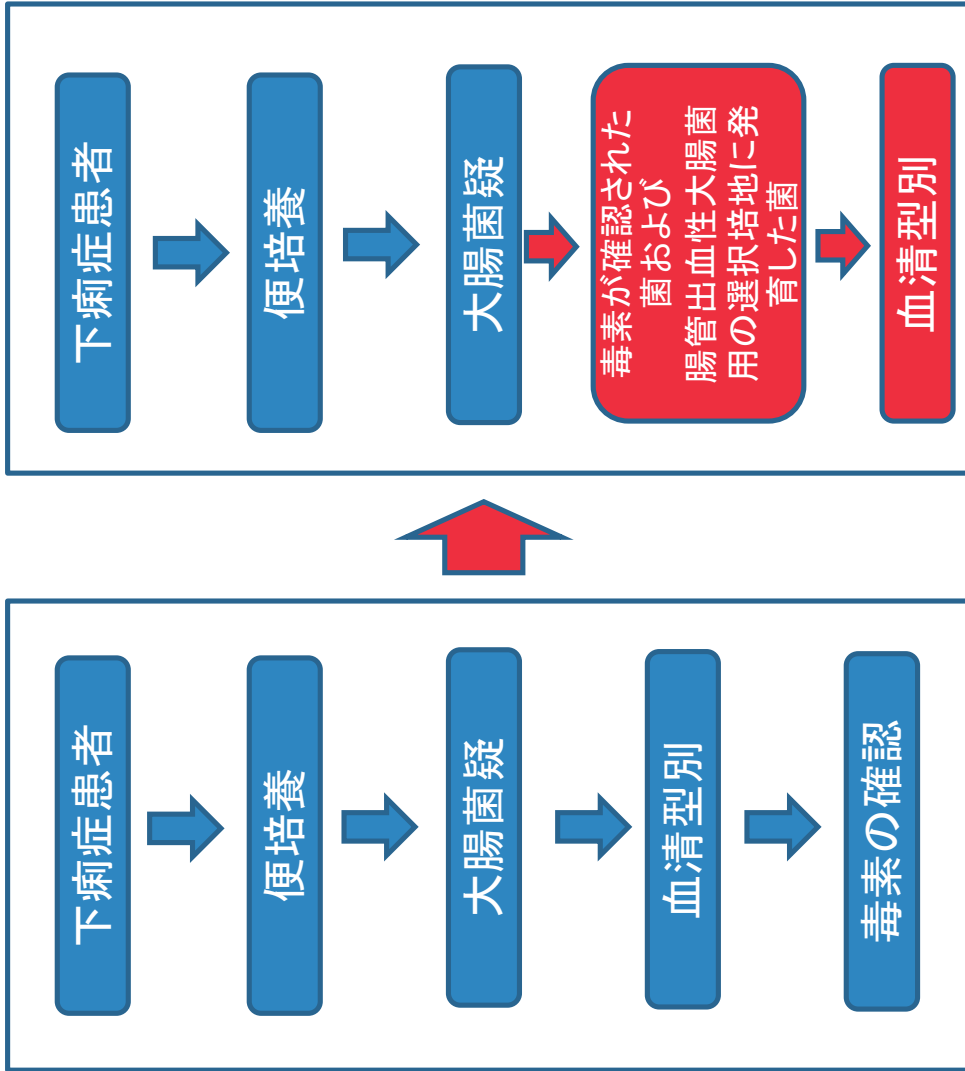 下痢症患者
便培養
大腸菌疑
血清型別
毒素の確認
下痢症患者
便培養
大腸菌疑
毒素が確認された
菌および
腸管出血性大腸菌
用の選択培地に発
育した菌
血清型別